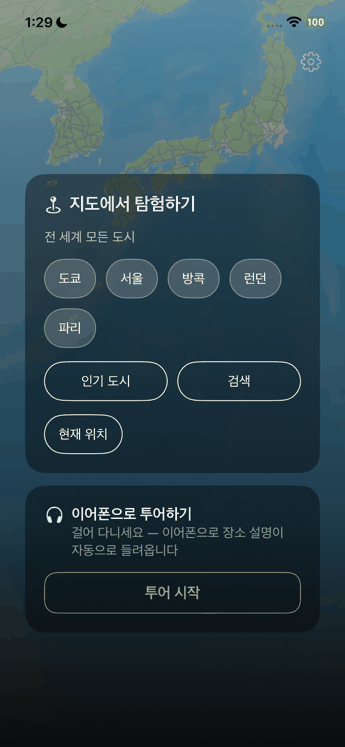 1:29
100
지도에서 탐험하기
전 세계 모든 도시
도쿄 서울 방콕 런던
파리
인기 도시 검색
현재 위치
이어폰으로 투어하기
걸어 다니세요 — 이어폰으로 장소 설명이
자동으로 들려옵니다
투어 시작